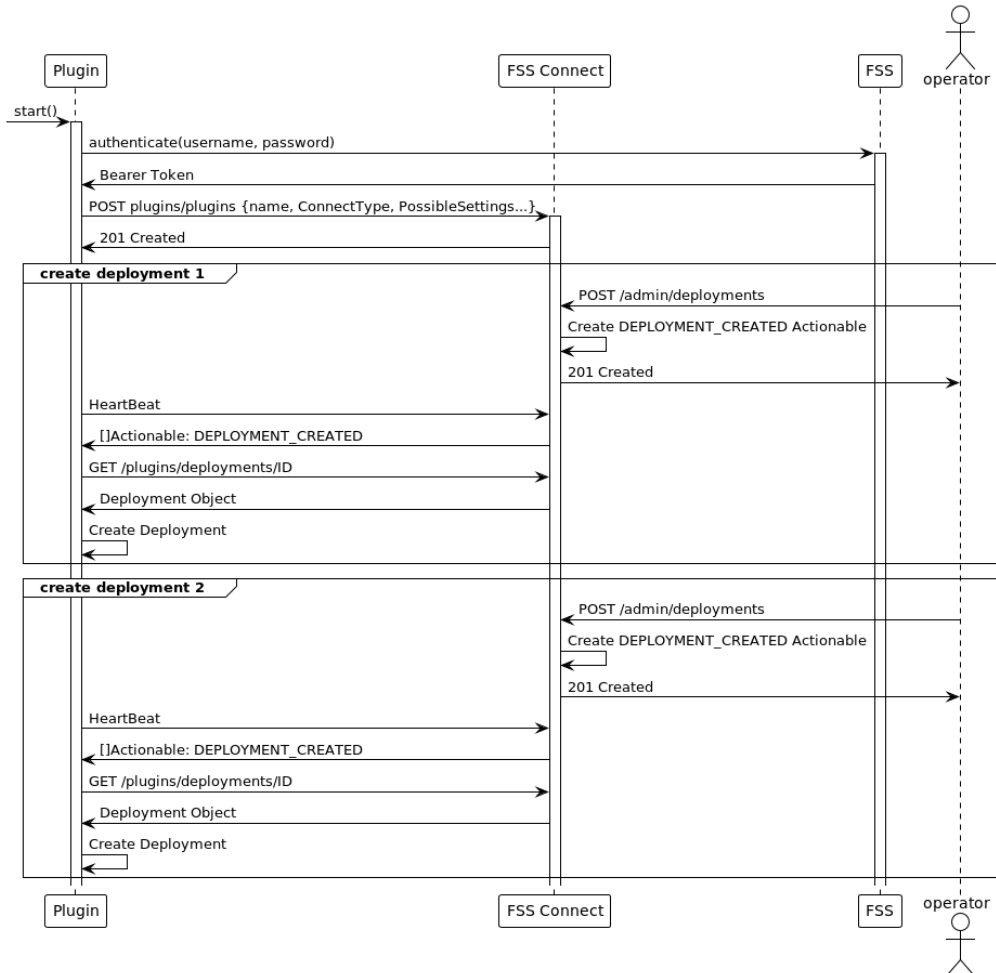 Plugin
FSS Connect
FSS
operator
start()
authenticate(username, password)
Bearer Token
POST plugins/plugins {name, ConnectType, PossibleSettings...}
201 Created
create deployment 1
POST /admin/deployments
Create DEPLOYMENT_CREATED Actionable
201 Created
HeartBeat
[]Actionable: DEPLOYMENT_CREATED
GET /plugins/deployments/ID
Deployment Object
Create Deployment
create deployment 2
POST /admin/deployments
Create DEPLOYMENT_CREATED Actionable
201 Created
HeartBeat
[]Actionable: DEPLOYMENT_CREATED
GET /plugins/deployments/ID
Deployment Object
Create Deployment
Plugin
FSS Connect
FSS
operator